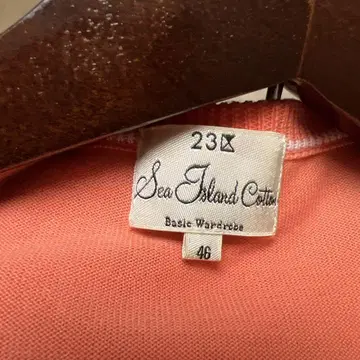 23区
Sea Island Cotton
Basic Wardrobe
46